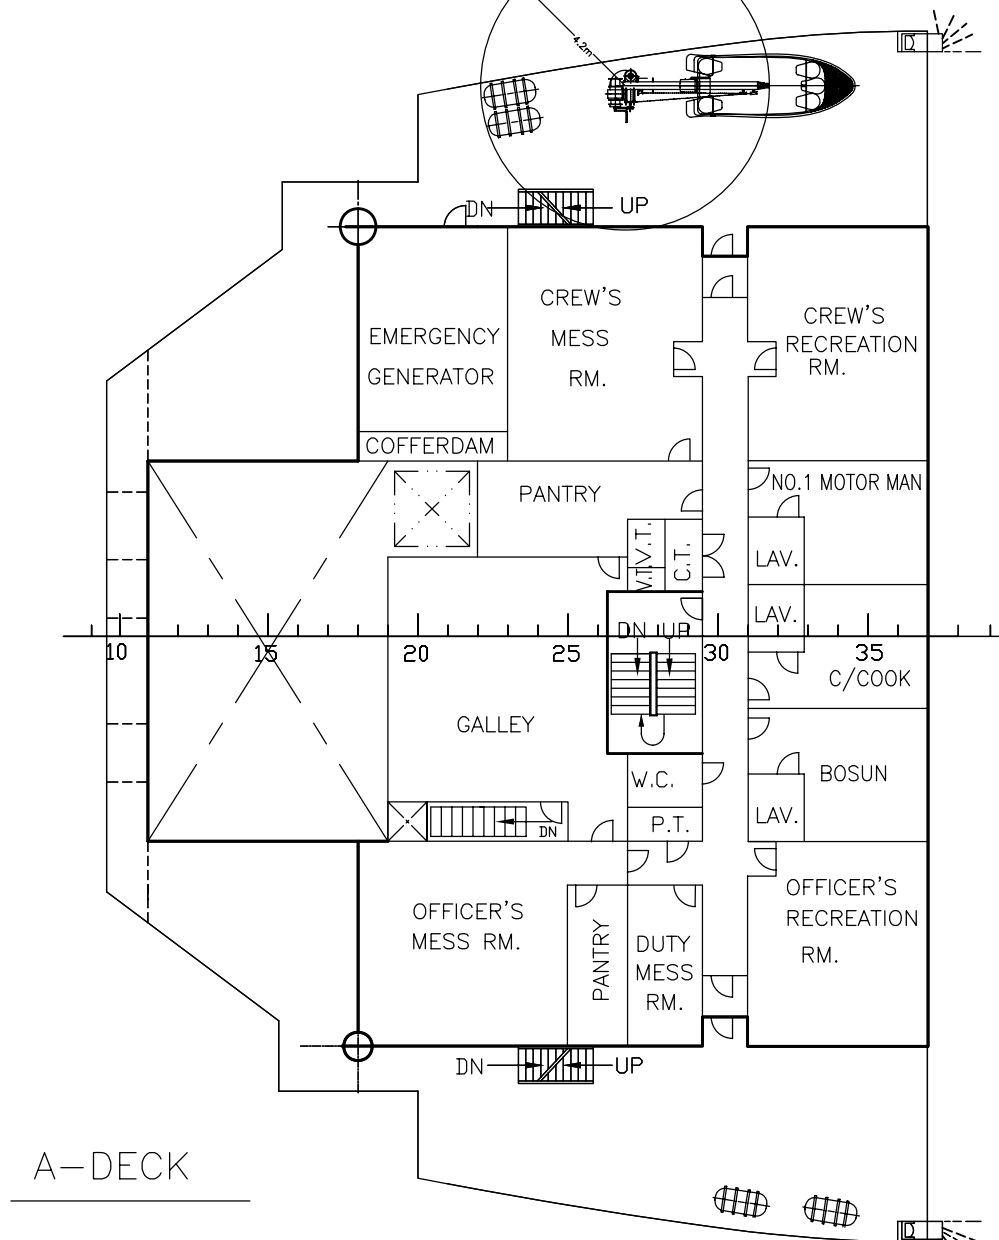 4.2m
DN
UP
CREW'S
MESS
RM.
CREW'S
RECREATION
RM.
EMERGENCY
GENERATOR
COFFERDAM
PANTRY
NO.1 MOTOR MAN
V.T.
V.T.
C.T.
LAV.
LAV.
DN UP
10
15
20
25
30
35
C/COOK
GALLEY
W.C.
BOSUN
P.T.
LAV.
DN
OFFICER'S
MESS RM.
PANTRY
DUTY
MESS
RM.
OFFICER'S
RECREATION
RM.
DN
UP
A-DECK